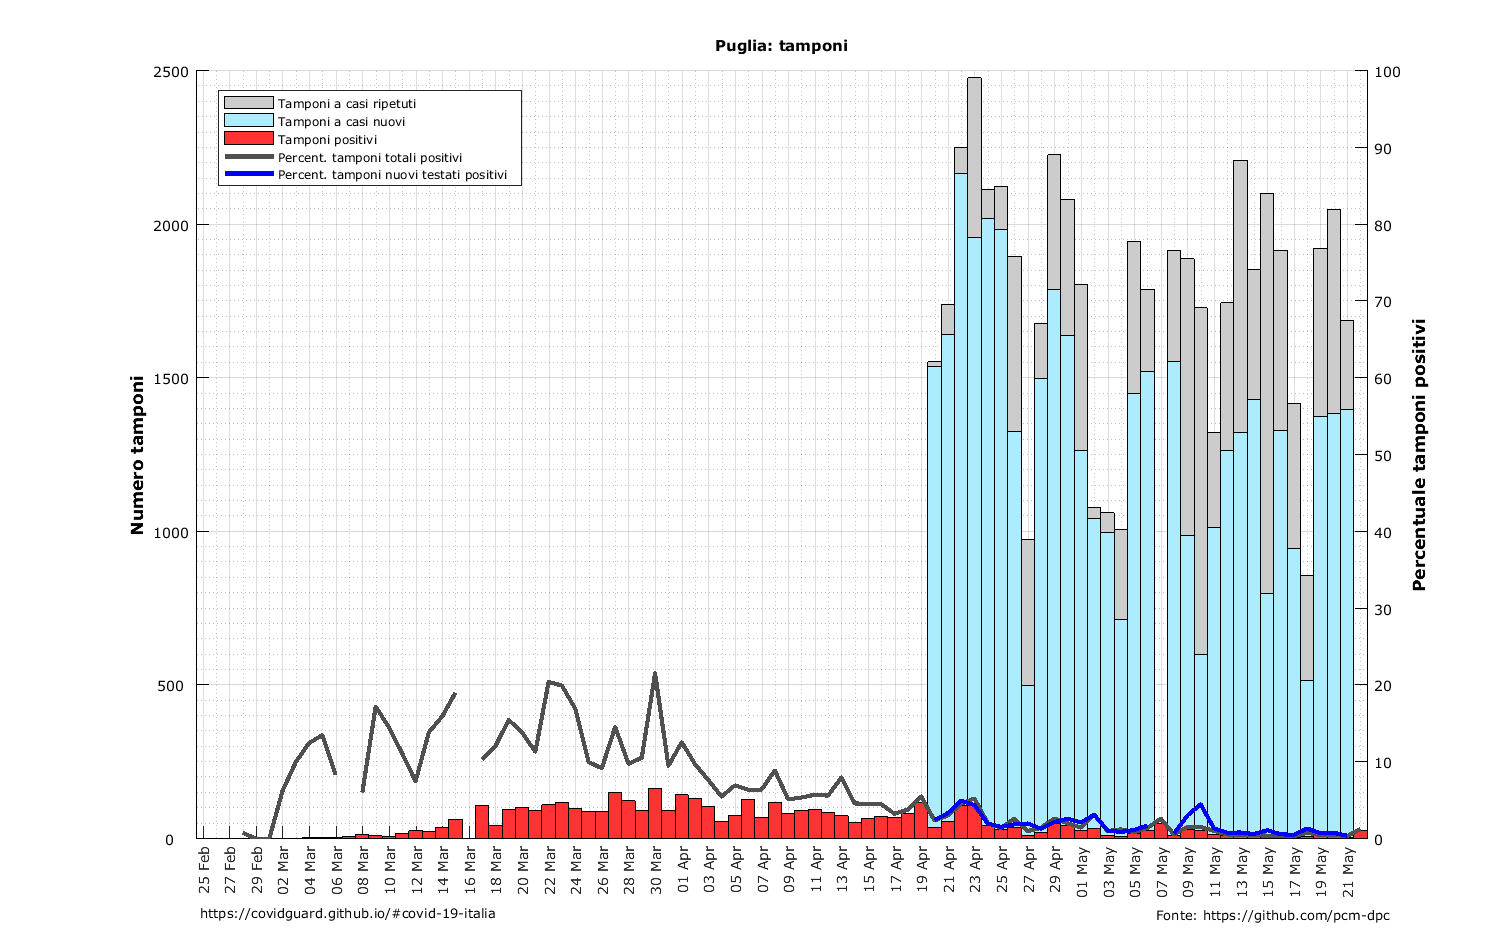 Puglia: tamponi
Tamponi a casi ripetuti
Tamponi a casi nuovi
Tamponi positivi
Percent. tamponi totali positivi
Percent. tamponi nuovi testati positivi
Numero tamponi
2500
2000
1500
1000
500
0
Percentuale tamponi positivi
100
90
80
70
60
50
40
30
20
10
0
25 Feb
27 Feb
29 Feb
02 Mar
04 Mar
06 Mar
08 Mar
10 Mar
12 Mar
14 Mar
16 Mar
18 Mar
20 Mar
22 Mar
24 Mar
26 Mar
28 Mar
30 Mar
01 Apr
03 Apr
05 Apr
07 Apr
09 Apr
11 Apr
13 Apr
15 Apr
17 Apr
19 Apr
21 Apr
23 Apr
25 Apr
27 Apr
29 Apr
01 May
03 May
05 May
07 May
09 May
11 May
13 May
15 May
17 May
19 May
21 May
https://covidguard.github.io/#covid-19-italia
Fonte: https://github.com/pcm-dpc